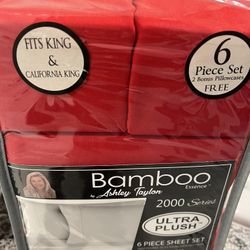 FITS KING
&
CALIFORNIA KING
6
Piece Set
2 Bonus Pillowcases
FREE
Bamboo
Essence
by Ashley Taylor
2000 Series
ULTRA
PLUSH
6 PIECE SHEET SET